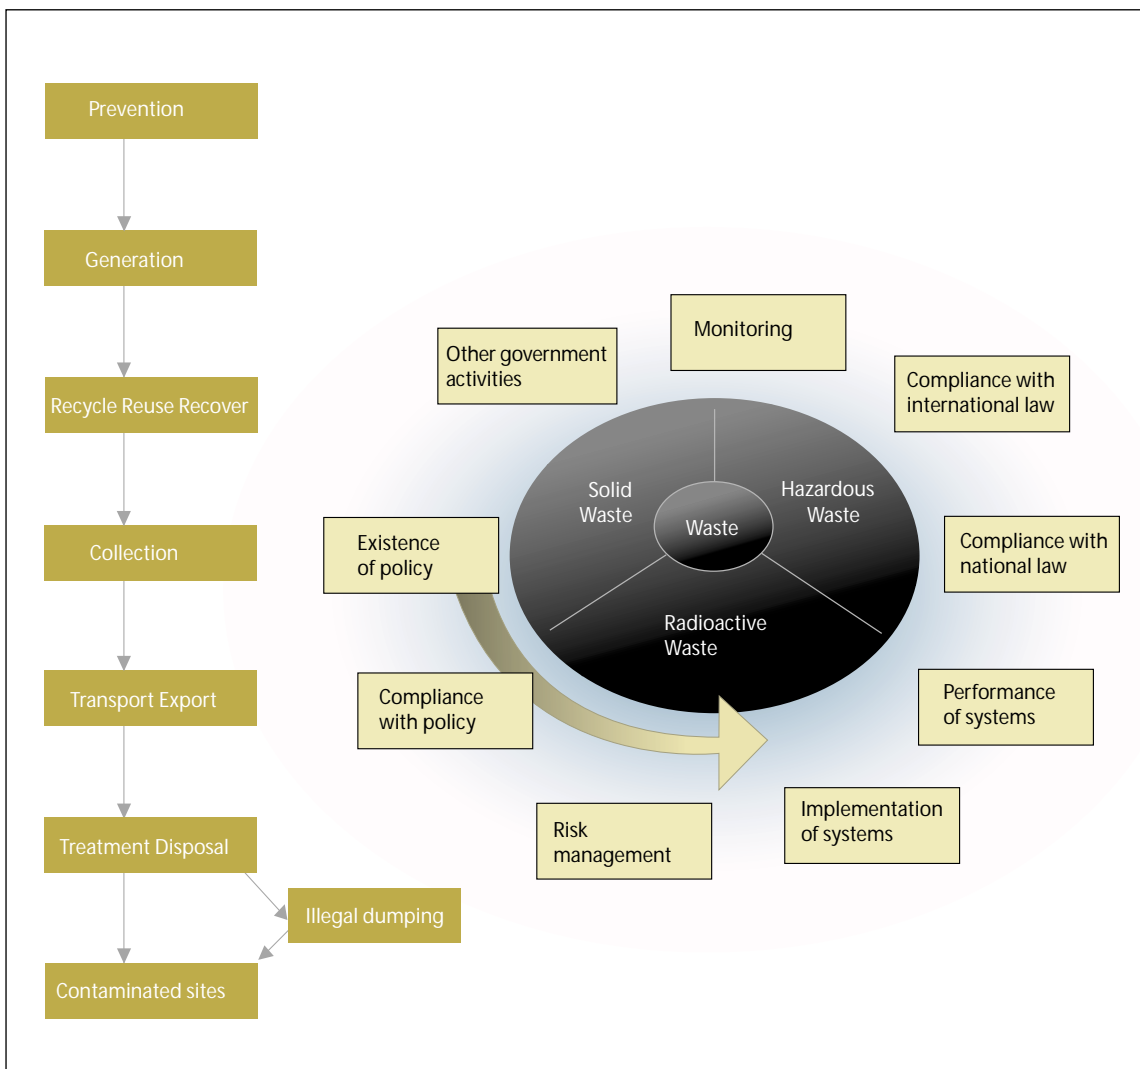 Prevention
Generation
Recycle Reuse Recover
Collection
Transport Export
Treatment Disposal
Illegal dumping
Contaminated sites
Monitoring
Other government
activities
Compliance with
international law
Solid
Waste
Hazardous
Waste
Waste
Radioactive
Waste
Existence
of policy
Compliance with
national law
Compliance
with policy
Performance
of systems
Risk
management
Implementation
of systems